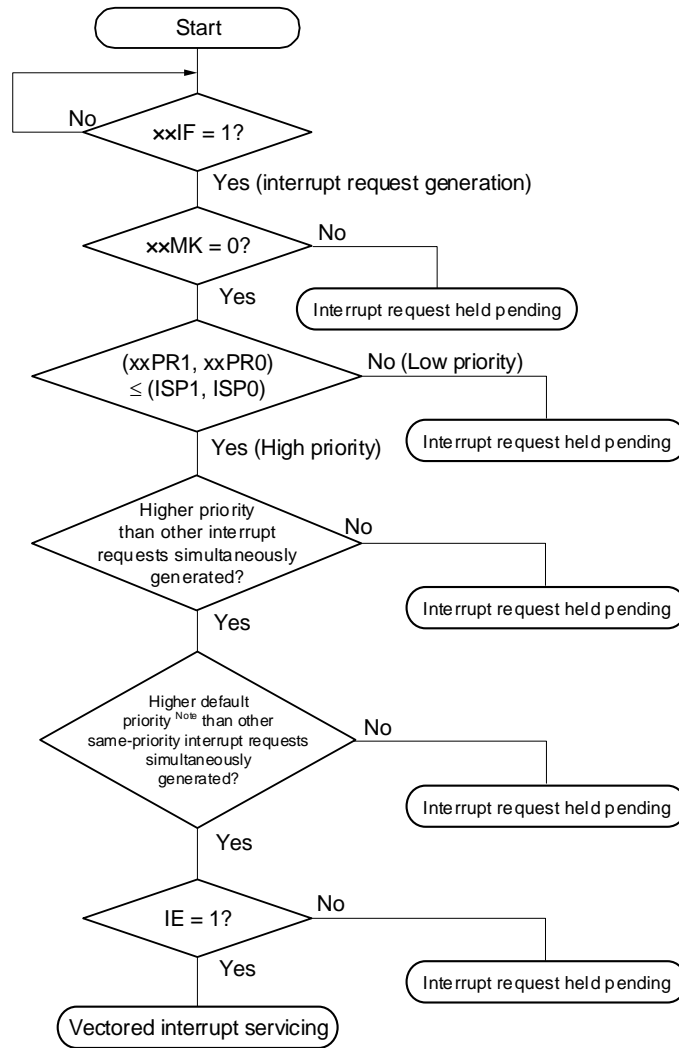 Start
No
××IF = 1?
Yes (interrupt request generation)
××MK = 0?
No
Yes
Interrupt request held pending
(xxPR1, xxPR0)
≤ (ISP1, ISP0)
No (Low priority)
Interrupt request held pending
Yes (High priority)
Higher priority
than other interrupt
requests simultaneously
generated?
No
Interrupt request held pending
Yes
Higher default
priority Note than other
same-priority interrupt requests
simultaneously
generated?
No
Interrupt request held pending
Yes
IE = 1?
No
Yes
Interrupt request held pending
Vectored interrupt servicing